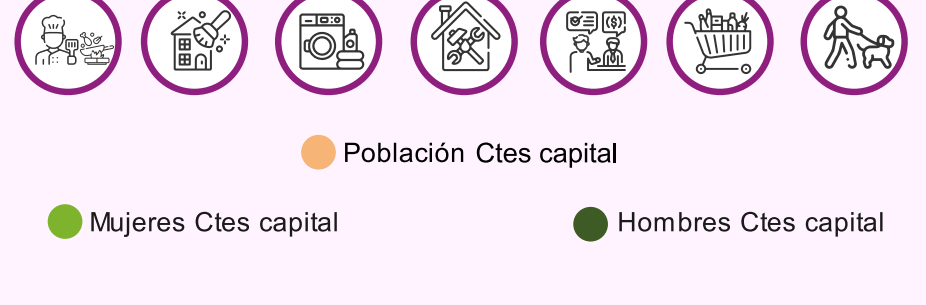 Población Ctes capital
Mujeres Ctes capital
Hombres Ctes capital